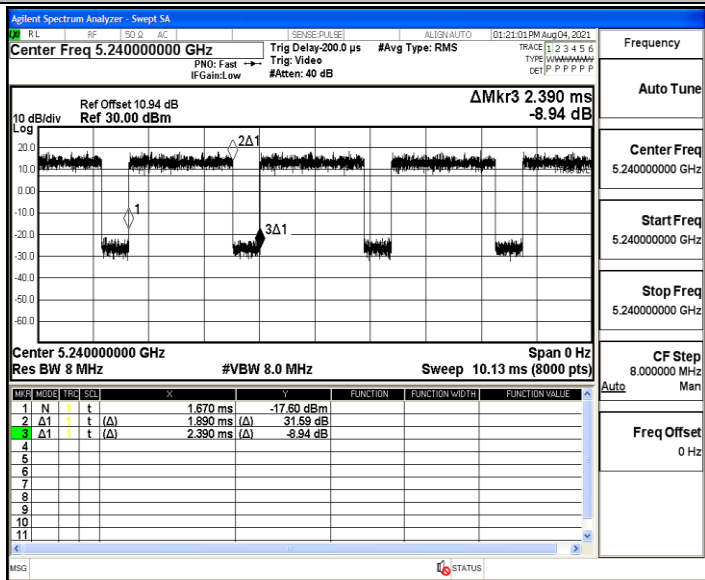 Agilent Spectrum Analyzer - Swept SA
RL RF 50 Ω AC SENSE:PULSE ALIGN AUTO 01:21:01 PM Aug 04, 2021
Center Freq 5.240000000 GHz
PNO: Fast
IFGain:Low
Trig Delay-200.0 µs
Trig: Video
#Atten: 40 dB
#Avg Type: RMS
TRACE 1 2 3 4 5 6
TYPE
DET P P P P P P
Frequency
Auto Tune
Center Freq
5.240000000 GHz
Start Freq
5.240000000 GHz
Stop Freq
5.240000000 GHz
CF Step
8.000000 MHz
Auto Man
Freq Offset
0 Hz
ΔMkr3 2.390 ms
-8.94 dB
Ref Offset 10.94 dB
10 dB/div Ref 30.00 dBm
Log
20.0
10.0
0.00
-10.0
-20.0
-30.0
-40.0
-50.0
-60.0
2Δ1
1
3Δ1
Center 5.240000000 GHz Span 0 Hz
Res BW 8 MHz #VBW 8.0 MHz Sweep 10.13 ms (8000 pts)
MKR MODE TRC SCL X Y FUNCTION FUNCTION WIDTH FUNCTION VALUE
1 N 1 t 1.670 ms -17.60 dBm
2 Δ1 1 t (Δ) 1.890 ms (Δ) 31.59 dB
3 Δ1 1 t (Δ) 2.390 ms (Δ) -8.94 dB
4
5
6
7
8
9
10
11
MSG STATUS